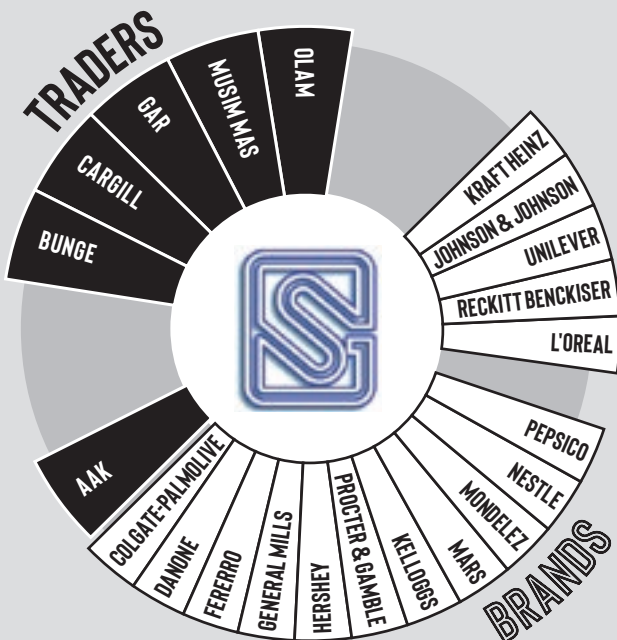 TRADERS
BUNGE
CARGILL
GAR
MUSIM MAS
OLAM
KRAFT HEINZ
JOHNSON & JOHNSON
UNILEVER
RECKITT BENCKISER
L'OREAL
PEPSICO
NESTLE
MONDELEZ
MARS
KELLOGGS
PROCTER & GAMBLE
HERSHEY
GENERAL MILLS
FERERRO
DANONE
COLGATE-PALMOLIVE
AAK
BRANDS